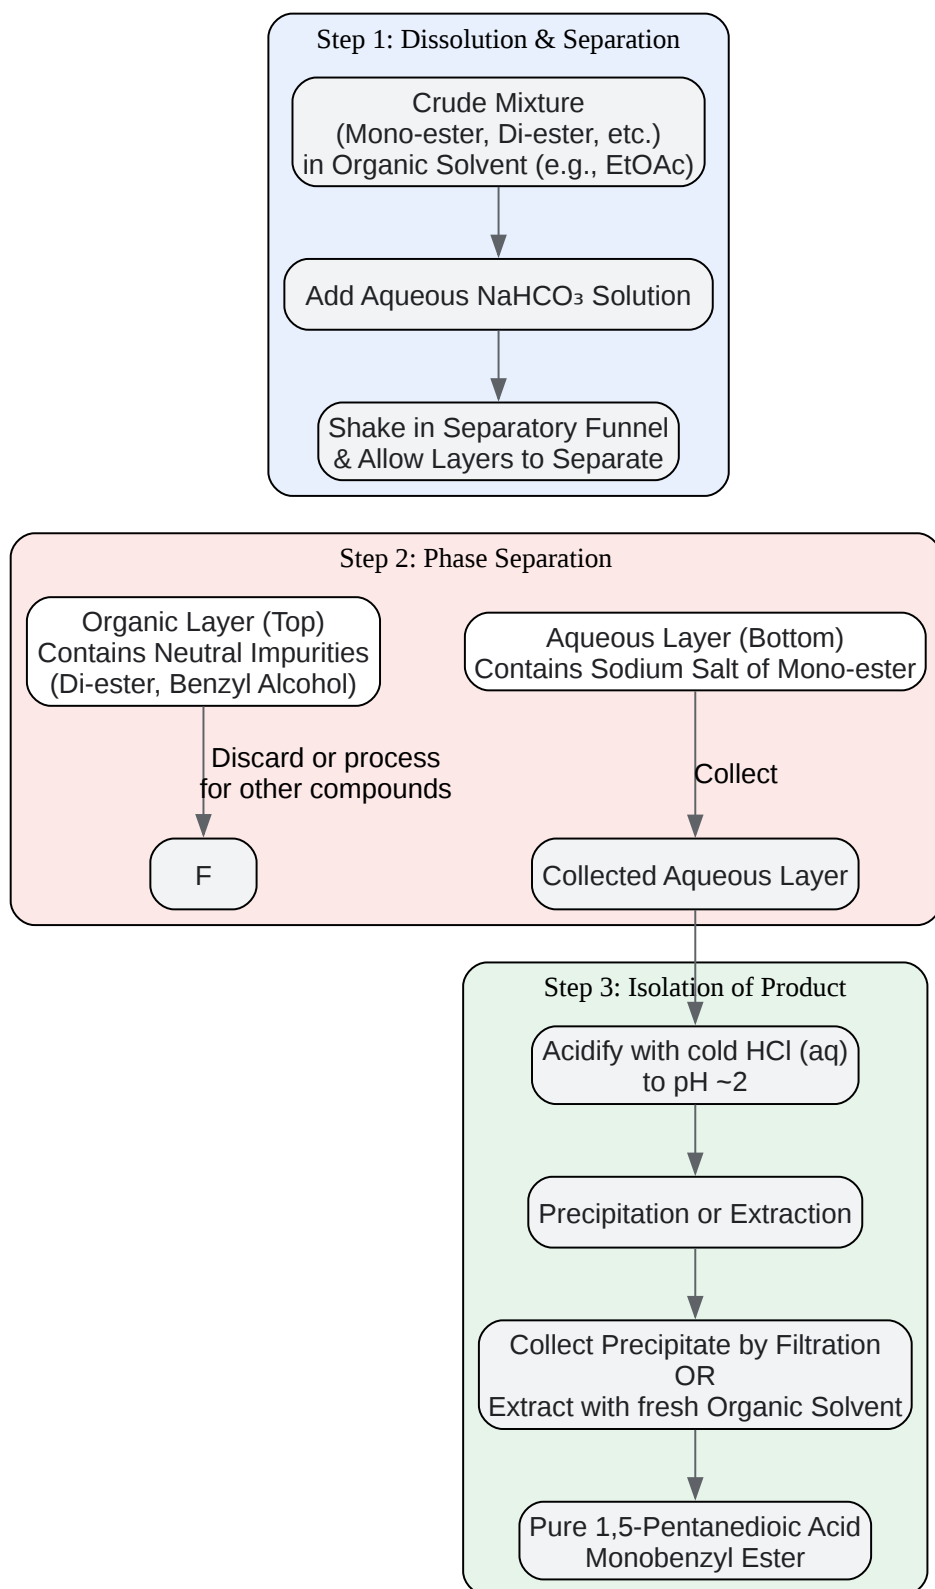 Step 1: Dissolution & Separation
Crude Mixture
(Mono-ester, Di-ester, etc.)
in Organic Solvent (e.g., EtOAc)
Add Aqueous NaHCO₃ Solution
Shake in Separatory Funnel
& Allow Layers to Separate
Step 2: Phase Separation
Organic Layer (Top)
Contains Neutral Impurities
(Di-ester, Benzyl Alcohol)
Aqueous Layer (Bottom)
Contains Sodium Salt of Mono-ester
Discard or process
for other compounds
Collect
F
Collected Aqueous Layer
Step 3: Isolation of Product
Acidify with cold HCl (aq)
to pH ~2
Precipitation or Extraction
Collect Precipitate by Filtration
OR
Extract with fresh Organic Solvent
Pure 1,5-Pentanedioic Acid
Monobenzyl Ester